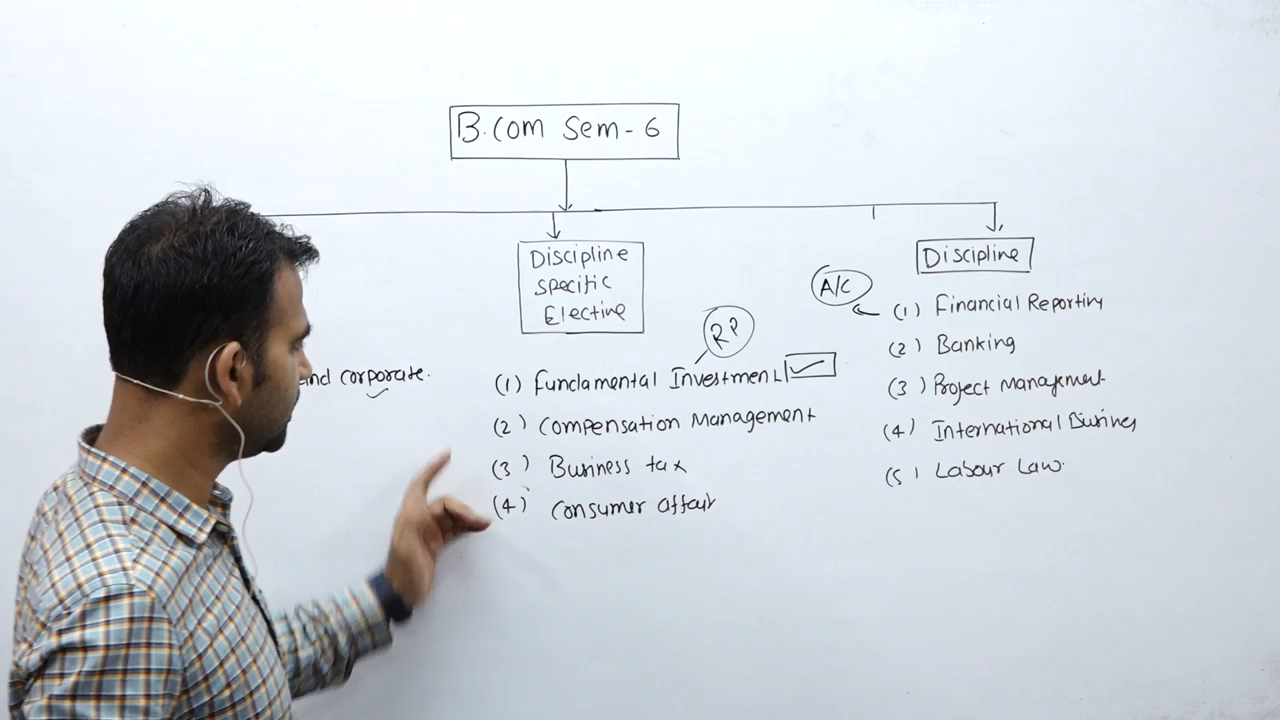 B.Com Sem-6
Discipline
Specific
Elective
Discipline
A/C
(1) Financial Reporting
(2) Banking
(3) Project Management
(4) International Business
(5) Labour Law.
RP
and corporate.
(1) Fundamental Investment
(2) Compensation Management
(3) Business tax
(4) Consumer affair